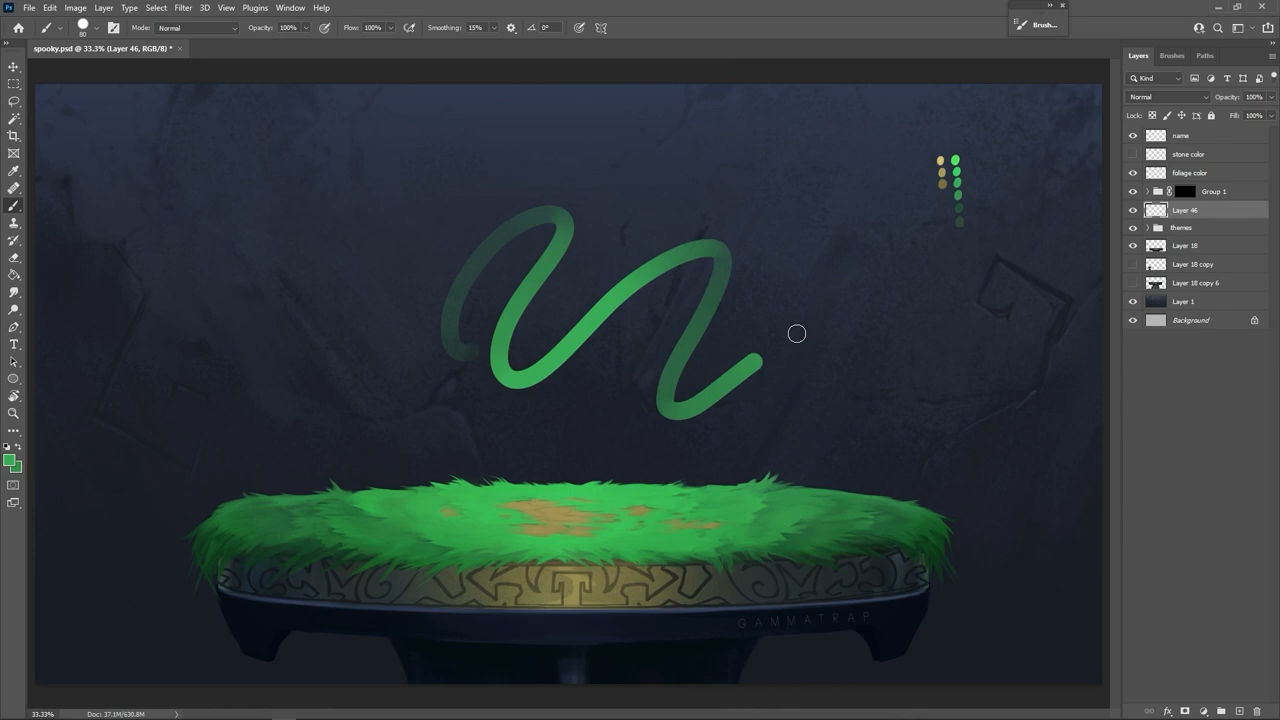 Ps File Edit Image Layer Type Select Filter 3D View Plugins Window Help
80 Mode: Normal Opacity: 100% Flow: 100% Smoothing: 15% 0°
Brush...
spooky.psd @ 33.3% (Layer 46, RGB/8) * ×
Layers Brushes Paths
Kind
Normal Opacity: 100%
Lock: Fill: 100%
name
stone color
foliage color
Group 1
Layer 46
themes
Layer 18
Layer 18 copy
Layer 18 copy 6
Layer 1
Background
GAMMATRAP
33.33% Doc: 37.1M/630.8M
fx